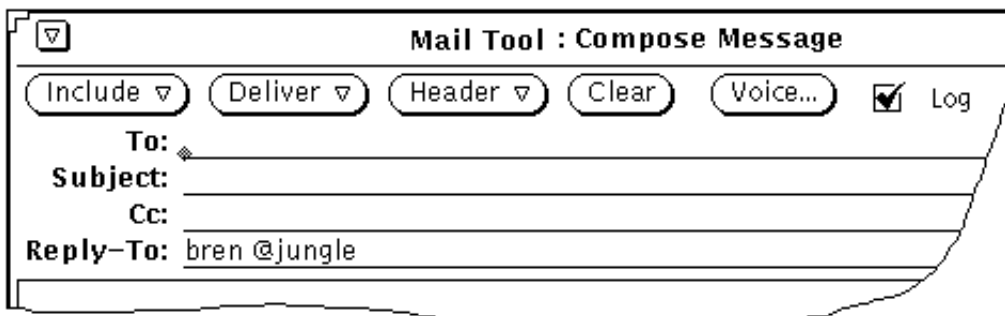 Mail Tool : Compose Message
Include Deliver Header Clear Voice... Log
To:
Subject:
Cc:
Reply-To: bren @jungle